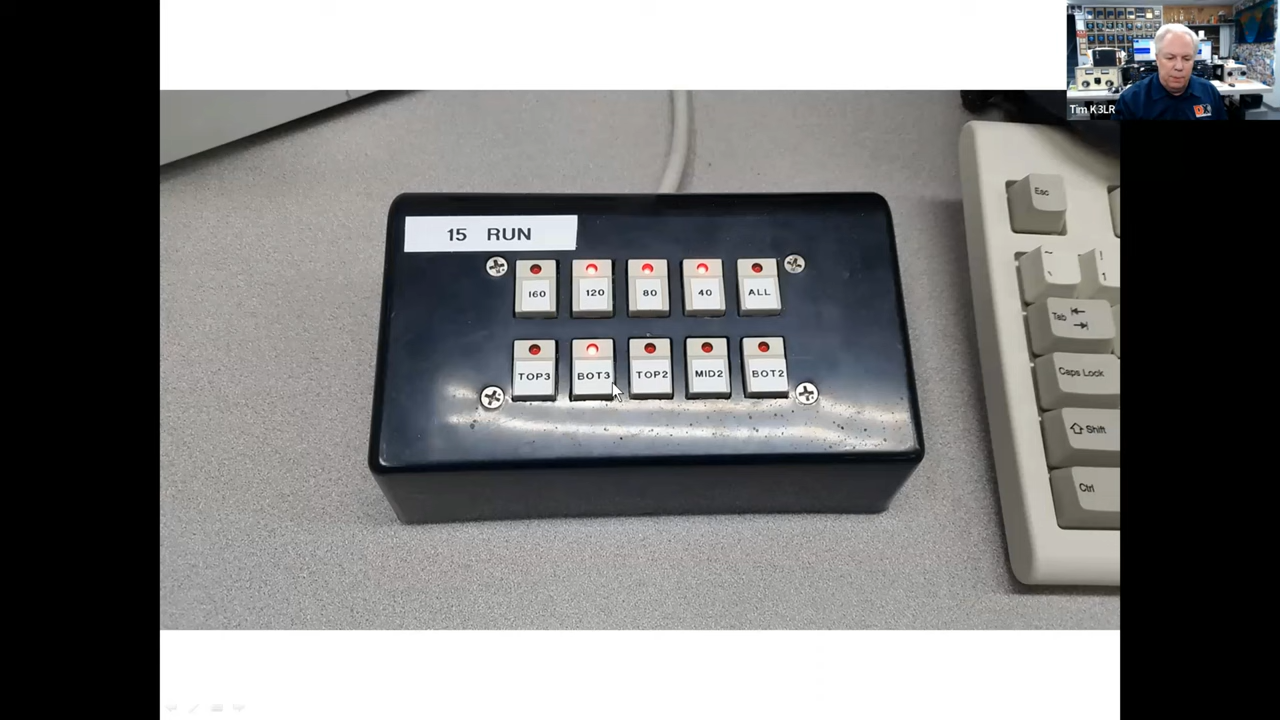 Tim K3LR
15 RUN
160 120 80 40 ALL
TOP3 BOT3 TOP2 MID2 BOT2
Esc
~ !
1
Tab
Caps Lock
Shift
Ctrl